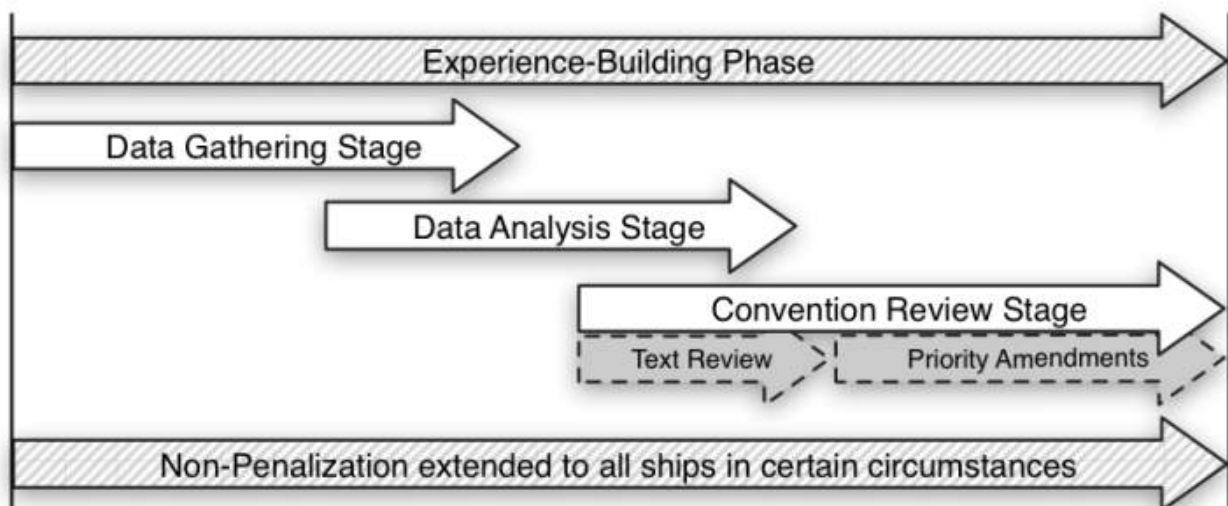 Experience-Building Phase
Data Gathering Stage
Data Analysis Stage
Convention Review Stage
Text Review
Priority Amendments
Non-Penalization extended to all ships in certain circumstances